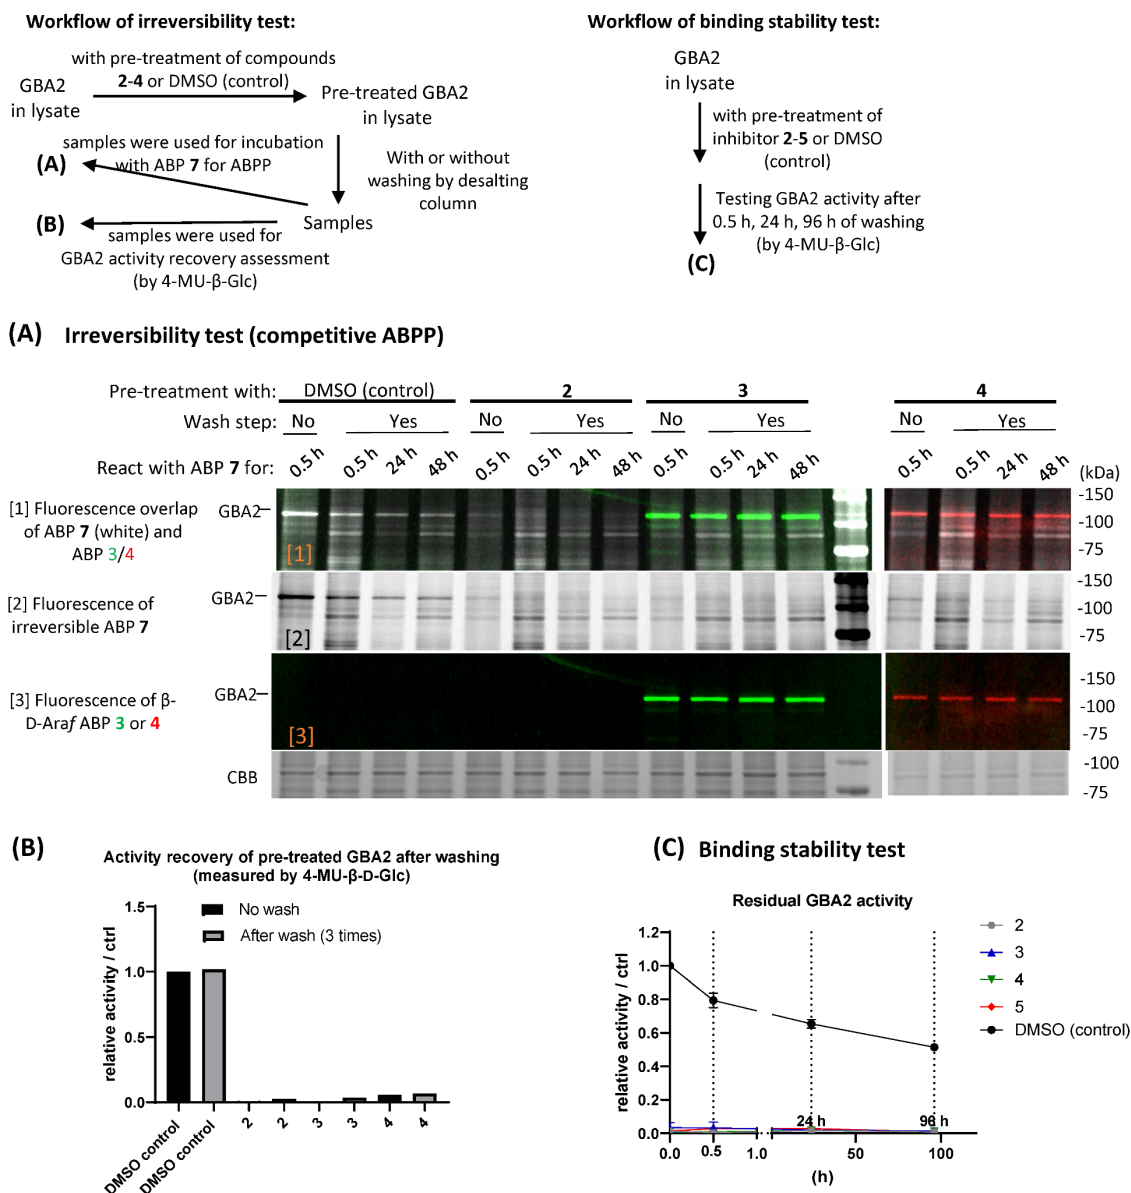 Workflow of irreversibility test:
with pre-treatment of compounds
2-4 or DMSO (control)
GBA2
in lysate
Pre-treated GBA2
in lysate
samples were used for incubation
with ABP 7 for ABPP
(A)
With or without
washing by desalting
column
(B)
Samples
samples were used for
GBA2 activity recovery assessment
(by 4-MU-β-Glc)
Workflow of binding stability test:
GBA2
in lysate
with pre-treatment of
inhibitor 2-5 or DMSO
(control)
Testing GBA2 activity after
0.5 h, 24 h, 96 h of washing
(by 4-MU-β-Glc)
(C)
(A) Irreversibility test (competitive ABPP)
Pre-treatment with: DMSO (control) 2 3 4
Wash step: No Yes No Yes No Yes No Yes
React with ABP 7 for: 0.5 h 0.5 h 24 h 48 h 0.5 h 0.5 h 24 h 48 h 0.5 h 0.5 h 24 h 48 h 0.5 h 0.5 h 24 h 48 h (kDa)
[1] Fluorescence overlap
of ABP 7 (white) and
ABP 3/4
GBA2
[1]
-150
-100
-75
[2] Fluorescence of
irreversible ABP 7
GBA2
[2]
-150
-100
-75
[3] Fluorescence of β-
D-Araf ABP 3 or 4
GBA2
[3]
-150
-100
-75
CBB
-100
-75
(B)
Activity recovery of pre-treated GBA2 after washing
(measured by 4-MU-β-D-Glc)
No wash
After wash (3 times)
relative activity / ctrl
1.5
1.0
0.5
0.0
DMSO control DMSO control 2 2 3 3 4 4
(C) Binding stability test
Residual GBA2 activity
relative activity / ctrl
1.2
1.0
0.8
0.6
0.4
0.2
0.0
24 h 96 h
0.0 0.5 1.0 50 100
(h)
2
3
4
5
DMSO (control)